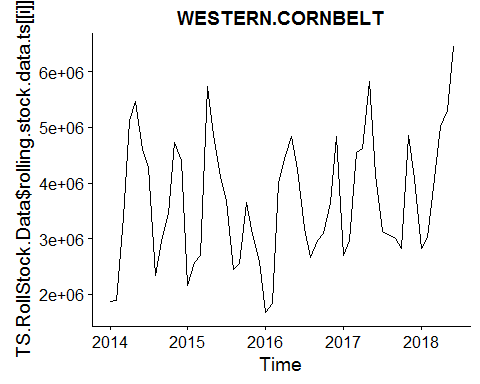 WESTERN.CORNBELT
TS.RollStock.Data$rolling.stock.data.ts[[i]]
6e+06
5e+06
4e+06
3e+06
2e+06
2014 2015 2016 2017 2018
Time